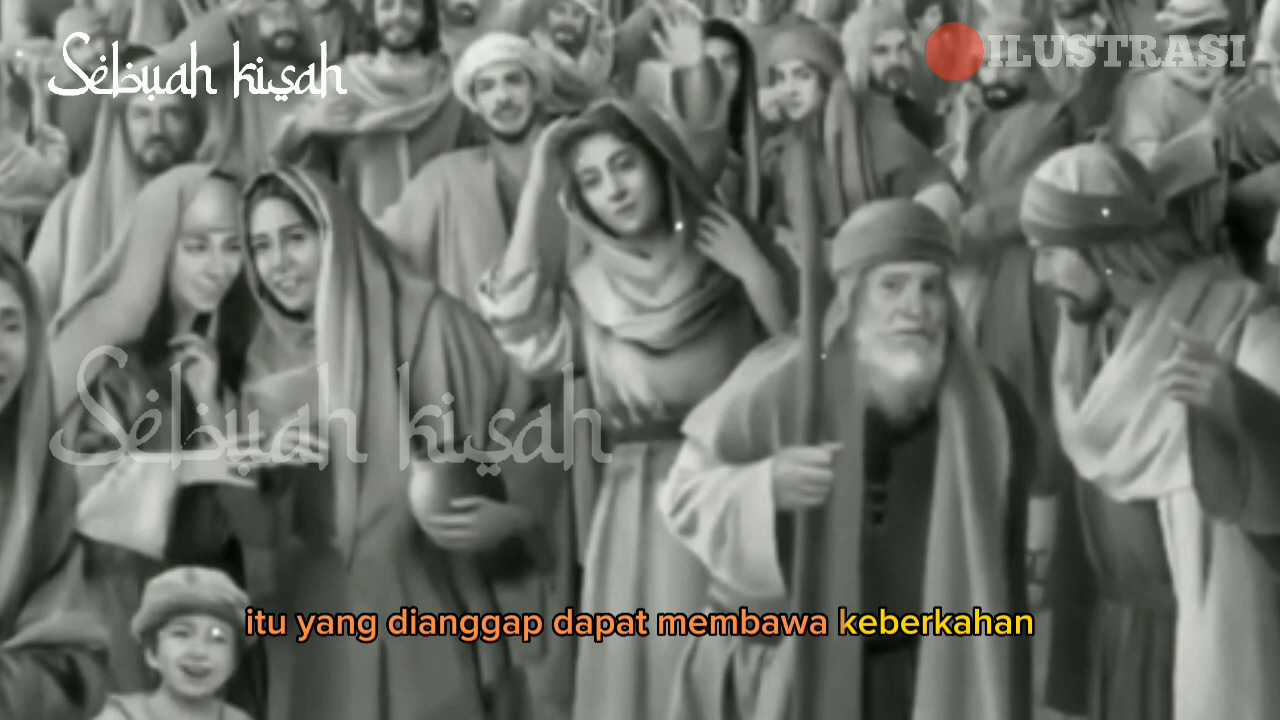 Sebuah kisah
ILUSTRASI
Sebuah kisah
itu yang dianggap dapat membawa keberkahan